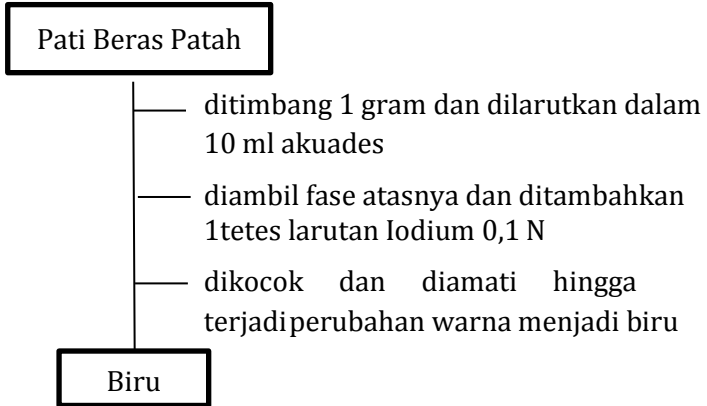 Pati Beras Patah
ditimbang 1 gram dan dilarutkan dalam
10 ml akuades
diambil fase atasnya dan ditambahkan
1tetes larutan Iodium 0,1 N
dikocok dan diamati hingga
terjadiperubahan warna menjadi biru
Biru